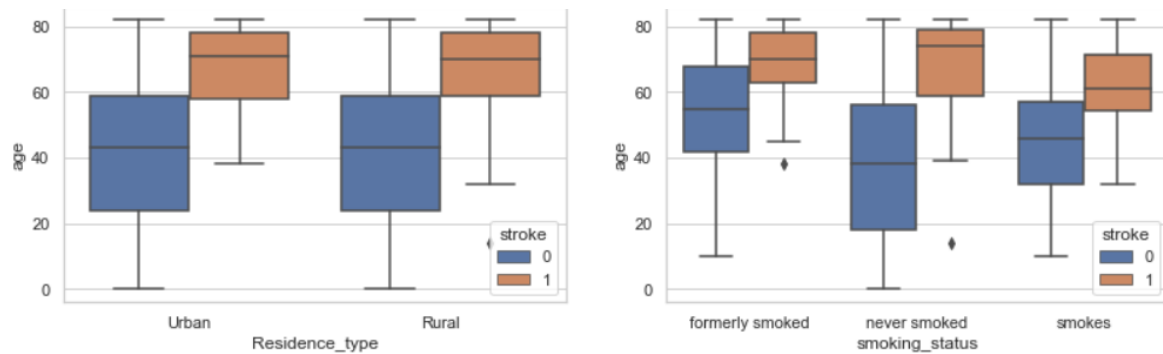 80
60
40
20
0
age
stroke
0
1
Urban
Rural
Residence_type
80
60
40
20
0
age
stroke
0
1
formerly smoked
never smoked
smokes
smoking_status